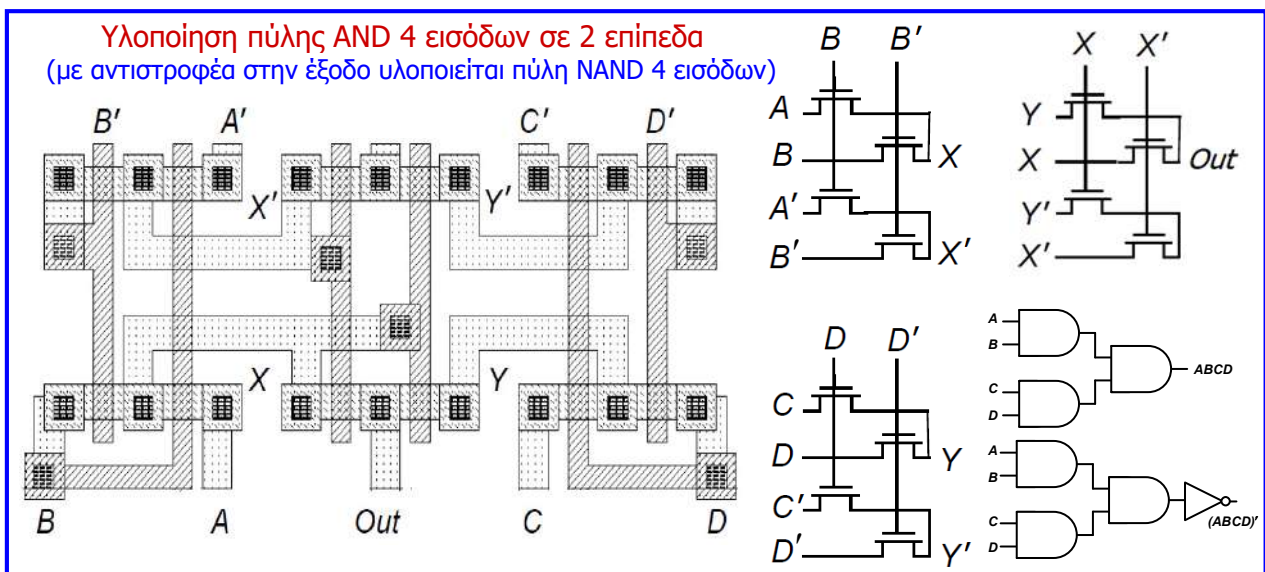 Υλοποίηση πύλης AND 4 εισόδων σε 2 επίπεδα
(με αντιστροφέα στην έξοδο υλοποιείται πύλη NAND 4 εισόδων)
B' A' C' D'
X' Y'
X Y
B A Out C D
B B'
A
B X
A'
B' X'
X X'
Y
X Out
Y'
X'
D D'
C
D Y
C'
D' Y'
A
B
C
D
ABCD
A
B
C
D
(ABCD)'